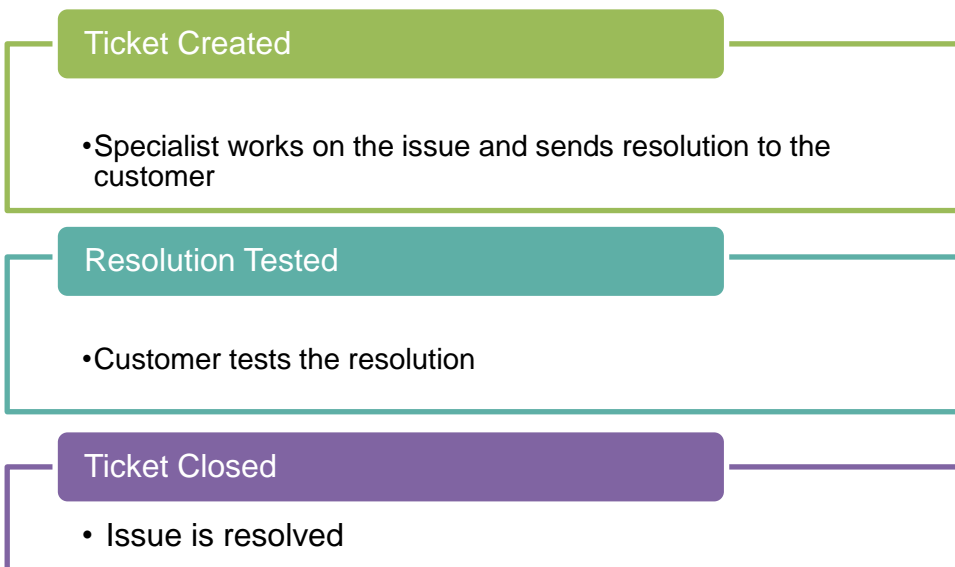 Ticket Created
•Specialist works on the issue and sends resolution to the
customer
Resolution Tested
•Customer tests the resolution
Ticket Closed
• Issue is resolved